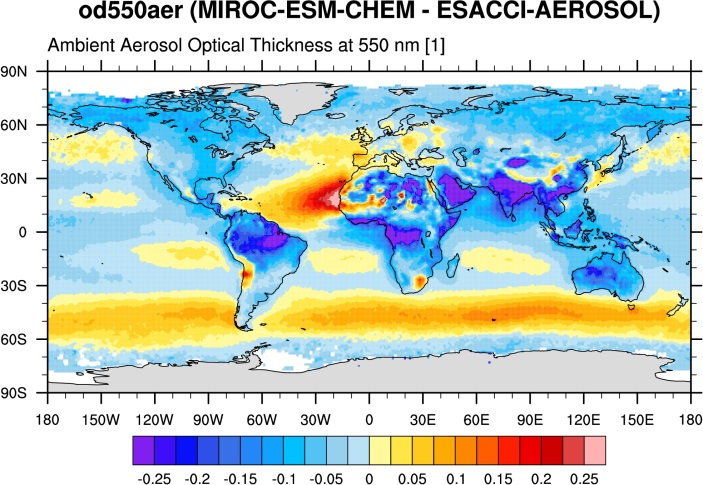 od550aer (MIROC-ESM-CHEM - ESACCI-AEROSOL)
Ambient Aerosol Optical Thickness at 550 nm [1]
90N
60N
30N
0
30S
60S
90S
180 150W 120W 90W 60W 30W 0 30E 60E 90E 120E 150E 180
-0.25 -0.2 -0.15 -0.1 -0.05 0 0.05 0.1 0.15 0.2 0.25